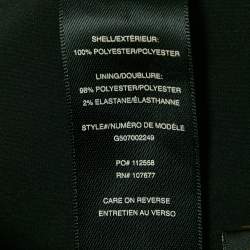 SHELL/EXTÉRIEUR:
100% POLYESTER/POLYESTER
LINING/DOUBLURE:
98% POLYESTER/POLYESTER
2% ELASTANE/ÉLASTHANNE
STYLE#/NUMÉRO DE MODÈLE
G507002249
PO# 112558
RN# 107677
CARE ON REVERSE
ENTRETIEN AU VERSO